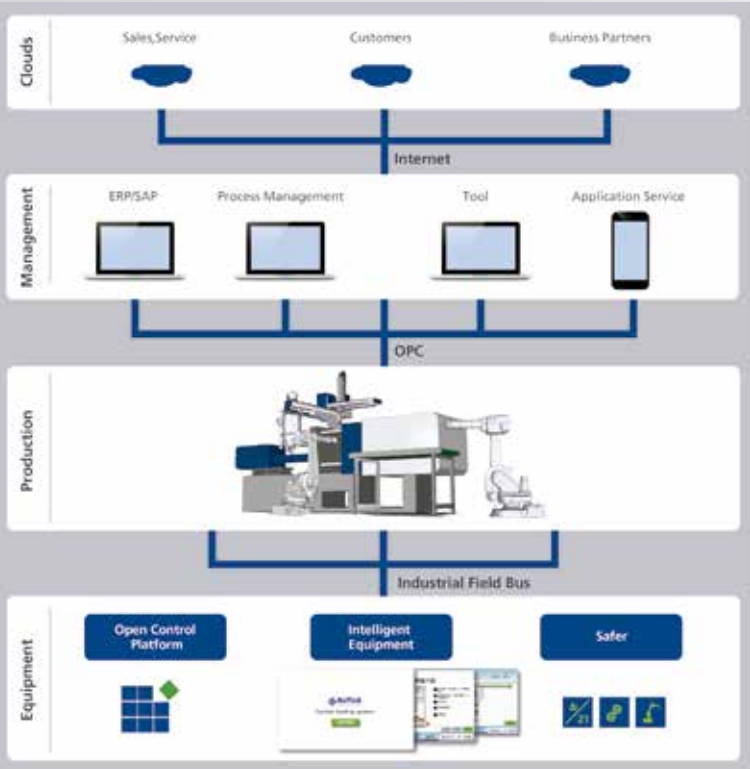 Clouds
Sales,Service
Customers
Business Partners
Internet
Management
ERP/SAP
Process Management
Tool
Application Service
OPC
Production
Industrial Field Bus
Equipment
Open Control
Platform
Intelligent
Equipment
Safer